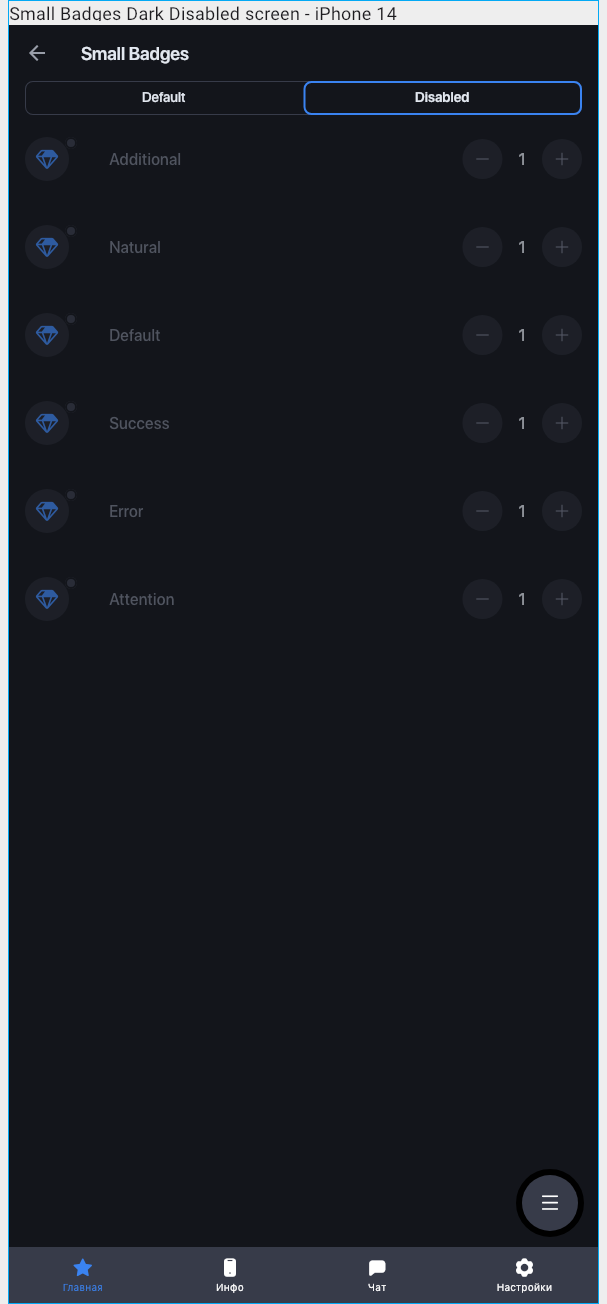 Small Badges Dark Disabled screen - iPhone 14
Small Badges
Default Disabled
Additional 1
Natural 1
Default 1
Success 1
Error 1
Attention 1
Главная Инфо Чат Настройки